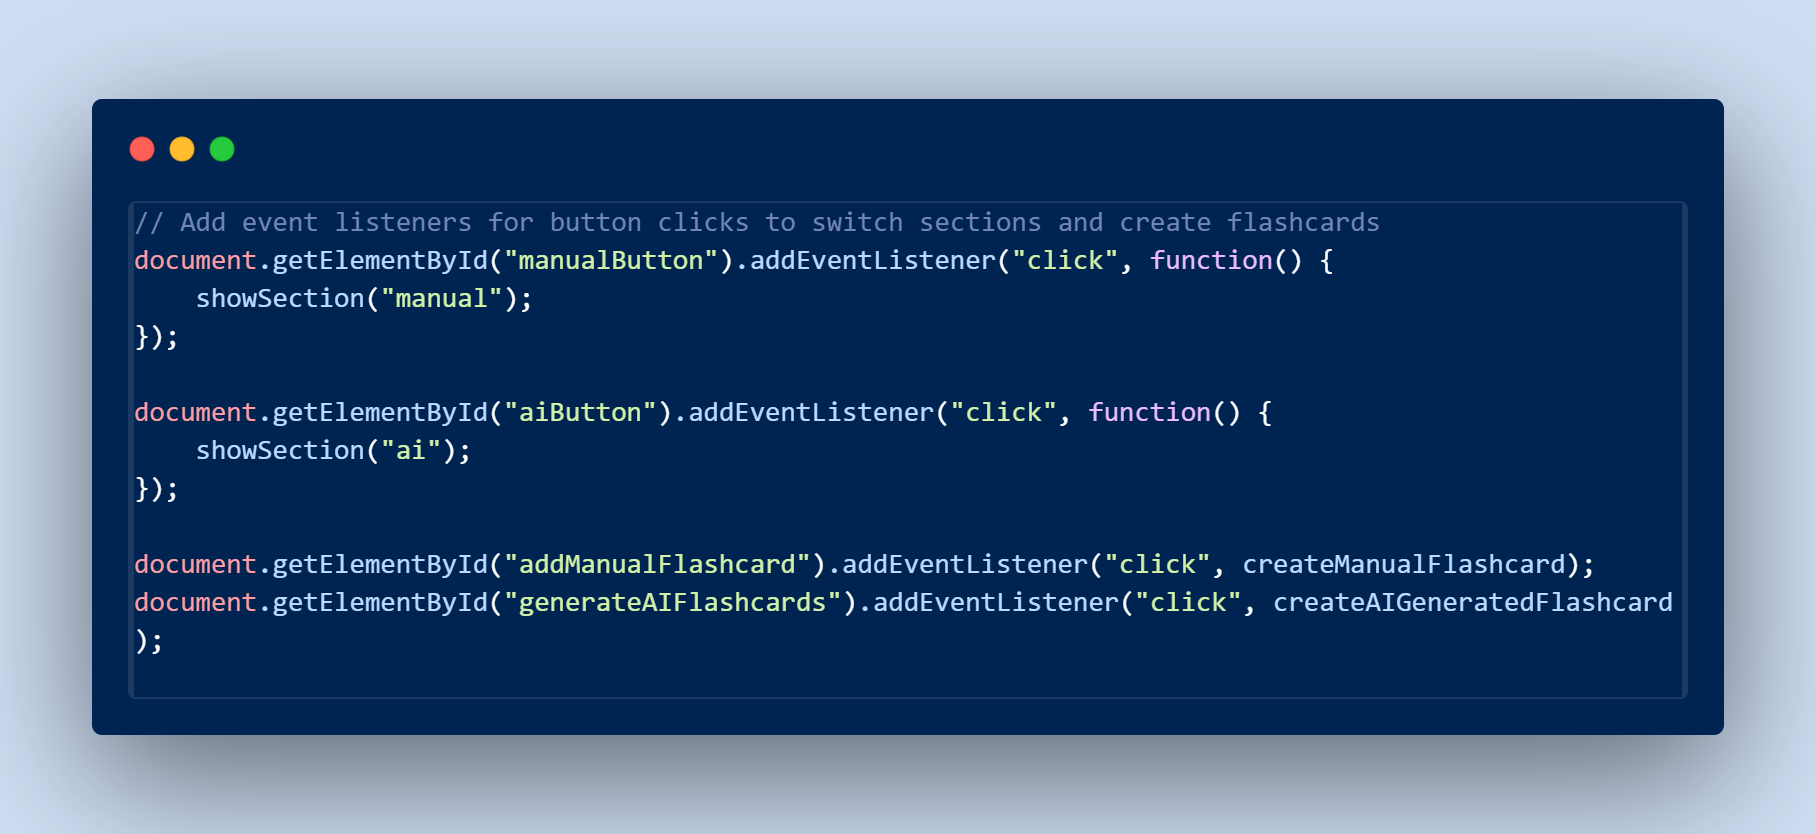 // Add event listeners for button clicks to switch sections and create flashcards
document.getElementById("manualButton").addEventListener("click", function() {
    showSection("manual");
});

document.getElementById("aiButton").addEventListener("click", function() {
    showSection("ai");
});

document.getElementById("addManualFlashcard").addEventListener("click", createManualFlashcard);
document.getElementById("generateAIFlashcards").addEventListener("click", createAIGeneratedFlashcard
);